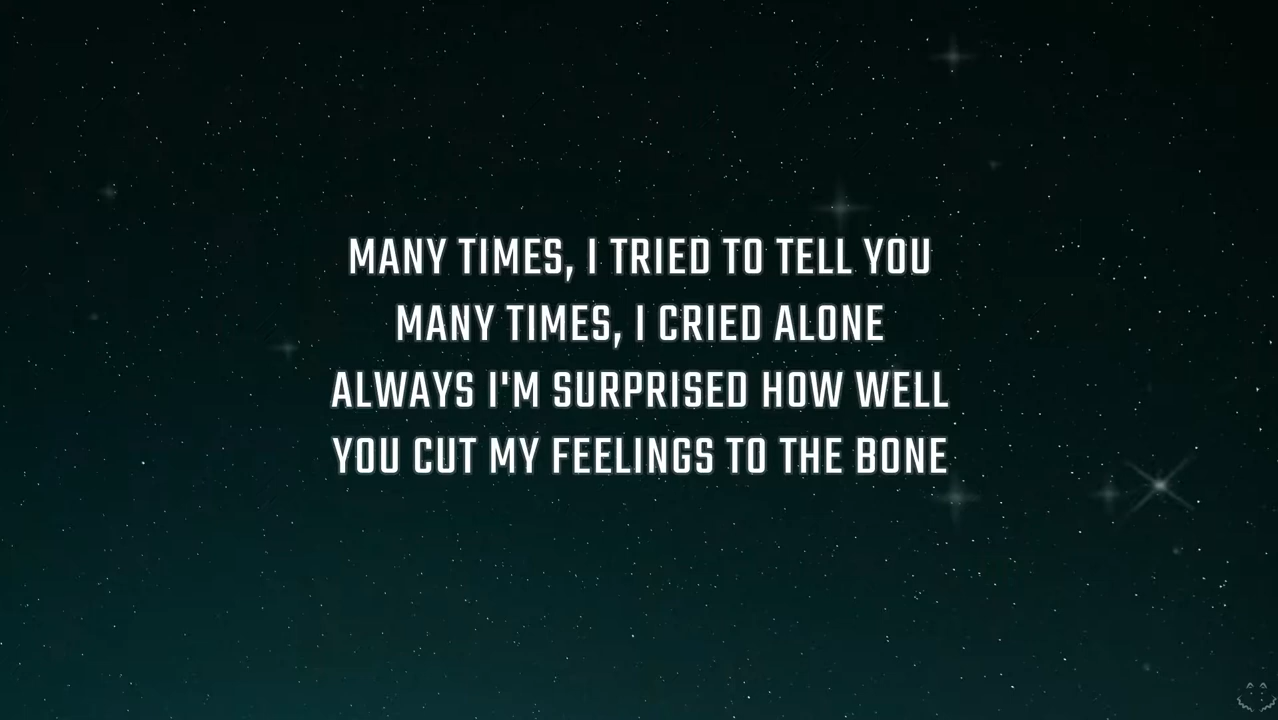 MANY TIMES, I TRIED TO TELL YOU
MANY TIMES, I CRIED ALONE
ALWAYS I'M SURPRISED HOW WELL
YOU CUT MY FEELINGS TO THE BONE